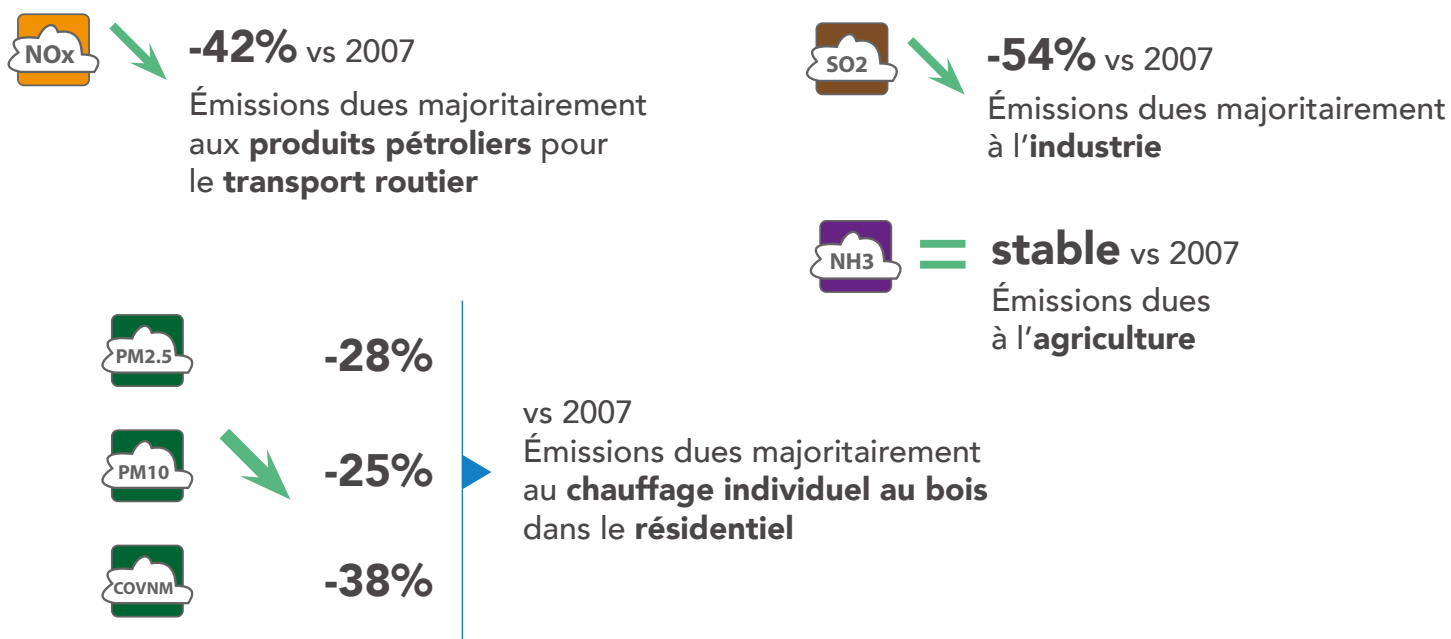 NOx
-42% vs 2007
Émissions dues majoritairement
aux produits pétroliers pour
le transport routier
SO2
-54% vs 2007
Émissions dues majoritairement
à l'industrie
NH3
stable vs 2007
Émissions dues
à l'agriculture
PM2.5
-28%
PM10
-25%
COVNM
-38%
vs 2007
Émissions dues majoritairement
au chauffage individuel au bois
dans le résidentiel